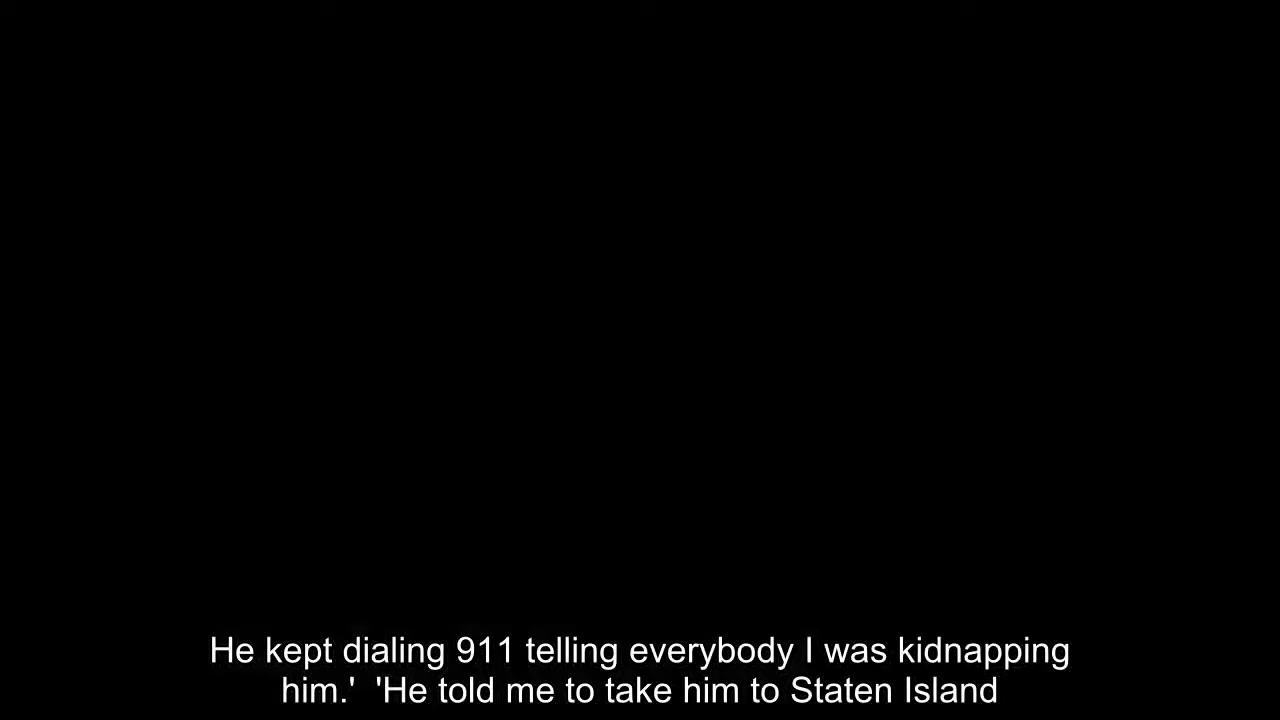 He kept dialing 911 telling everybody I was kidnapping
him.'  'He told me to take him to Staten Island